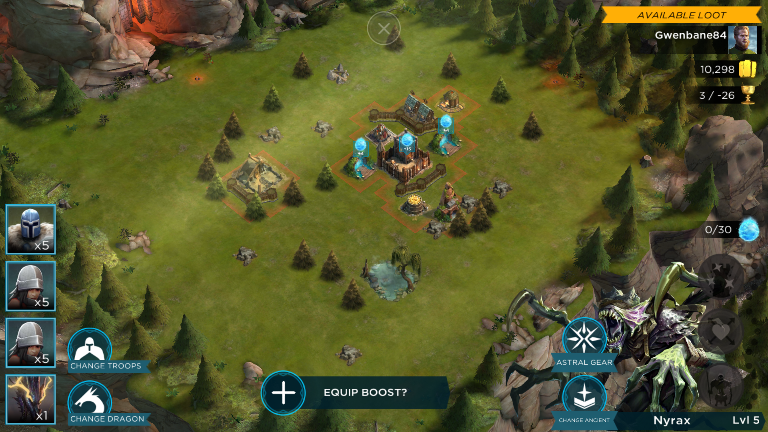 AVAILABLE LOOT
Gwenbane84
10,298
3 / -26
0/30
x5
x5
x5
x1
CHANGE TROOPS
CHANGE DRAGON
EQUIP BOOST?
ASTRAL GEAR
CHANGE ANCIENT
Nyrax Lvl 5